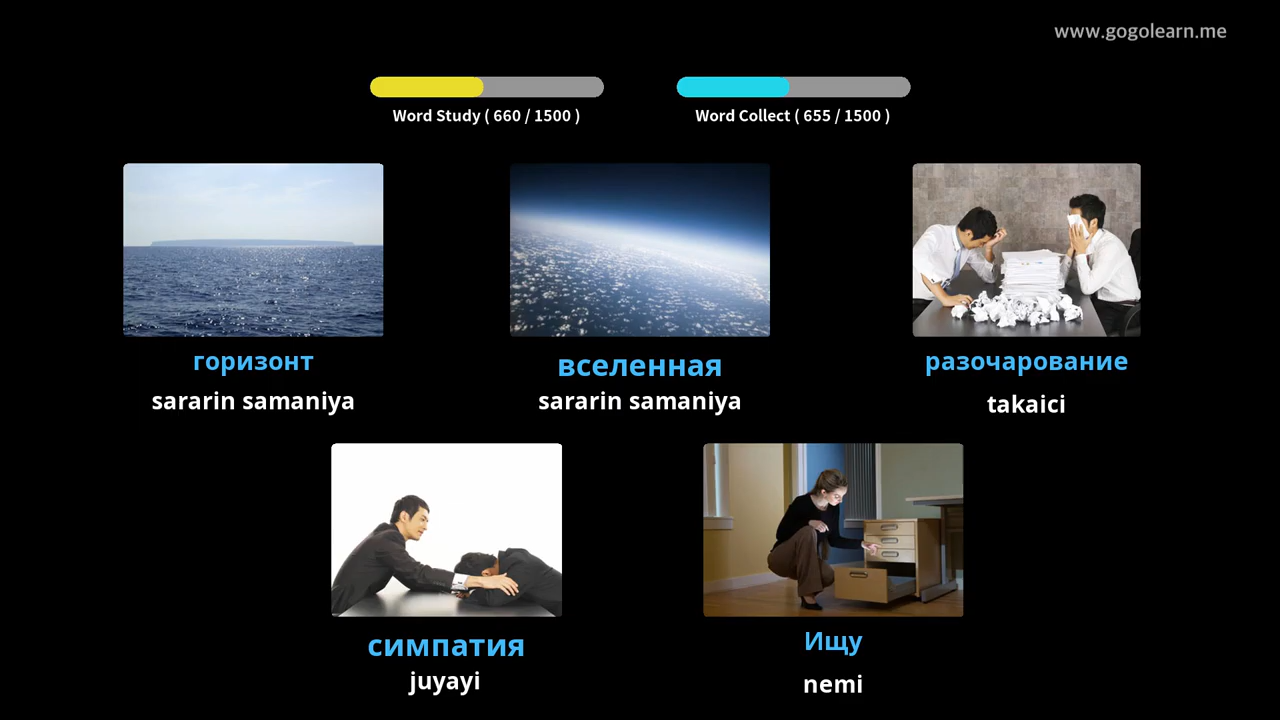 www.gogolearn.me
Word Study ( 660 / 1500 )
Word Collect ( 655 / 1500 )
горизонт
sararin samaniya
вселенная
sararin samaniya
разочарование
takaici
симпатия
juyayi
Ищу
nemi